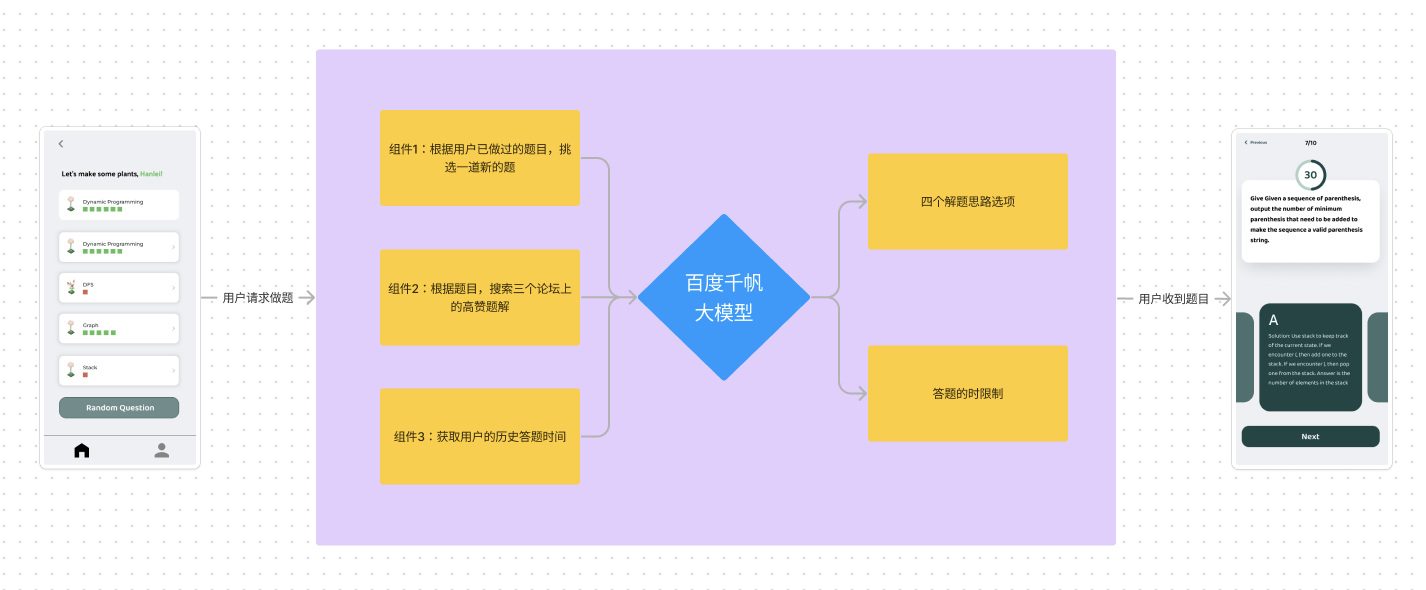 Let's make some plants, Hanlei!
Dynamic Programming
Dynamic Programming
DFS
Graph
Stack
Random Question
用户请求做题
组件1：根据用户已做过的题目，挑
选一道新的题
组件2：根据题目，搜索三个论坛上
的高赞题解
组件3：获取用户的历史答题时间
百度千帆
大模型
四个解题思路选项
答题的时限制
用户收到题目
Previous
7/10
30
Give Given a sequence of parenthesis,
output the number of minimum
parenthesis that need to be added to
make the sequence a valid parenthesis
string.
A
Solution: Use stack to keep track
of the current state. If we
encounter (, then add one to the
stack. If we encounter ), then pop
one from the stack. Answer is the
number of elements in the stack
Next